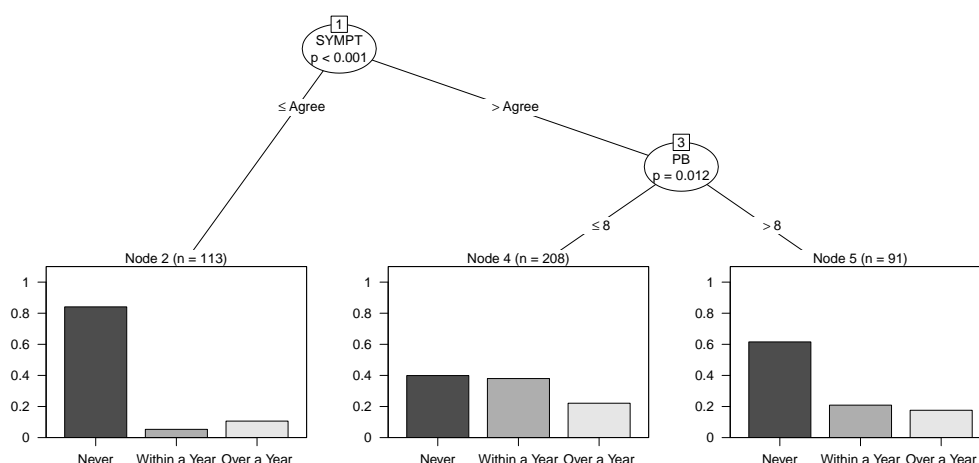 1
SYMPT
p < 0.001
≤ Agree
> Agree
3
PB
p = 0.012
≤ 8
> 8
Node 2 (n = 113)
1
0.8
0.6
0.4
0.2
0
Never Within a Year Over a Year
Node 4 (n = 208)
1
0.8
0.6
0.4
0.2
0
Never Within a Year Over a Year
Node 5 (n = 91)
1
0.8
0.6
0.4
0.2
0
Never Within a Year Over a Year